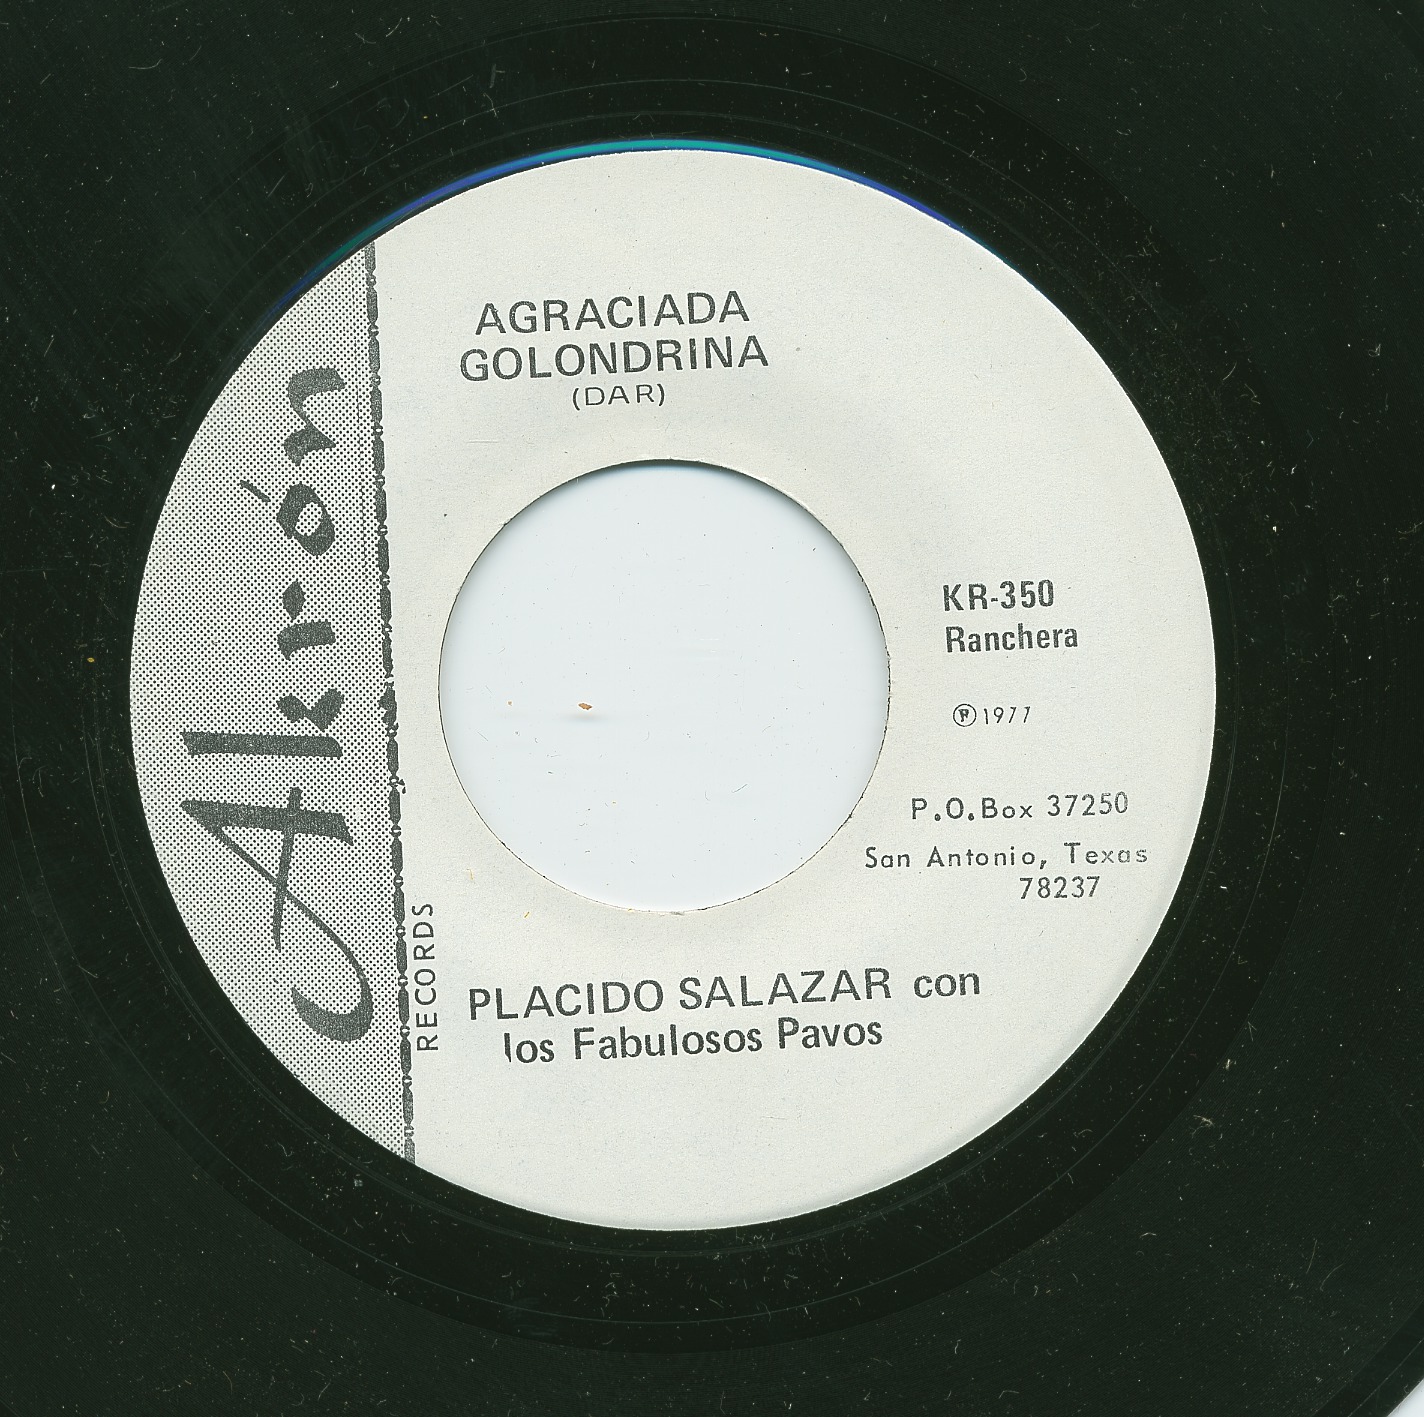 AGRACIADA
GOLONDRINA
(DAR)
Akrón
RECORDS
KR-350
Ranchera
Ⓟ1977
P.O.Box 37250
San Antonio, Texas
78237
PLACIDO SALAZAR con
los Fabulosos Pavos